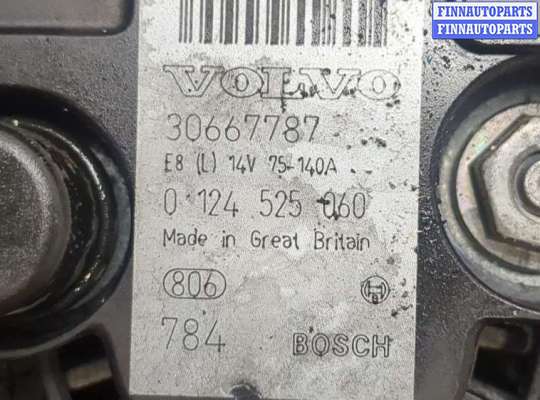 FINNAUTOPARTS
FINNAUTOPARTS
VOLVO
30667787
E8 (L) 14V 75-140A
0 124 525 060
Made in Great Britain
806
784 BOSCH